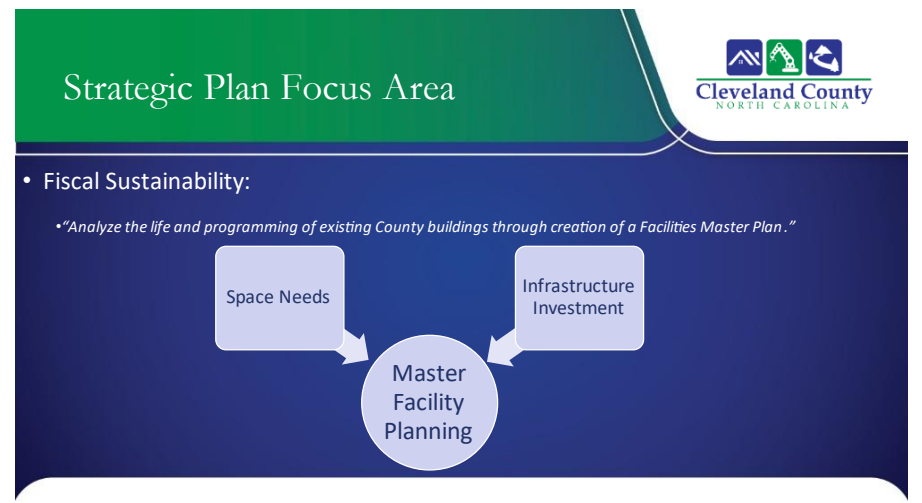 Strategic Plan Focus Area
Cleveland County
NORTH CAROLINA
• Fiscal Sustainability:
•“Analyze the life and programming of existing County buildings through creation of a Facilities Master Plan.”
Space Needs
Infrastructure
Investment
Master
Facility
Planning